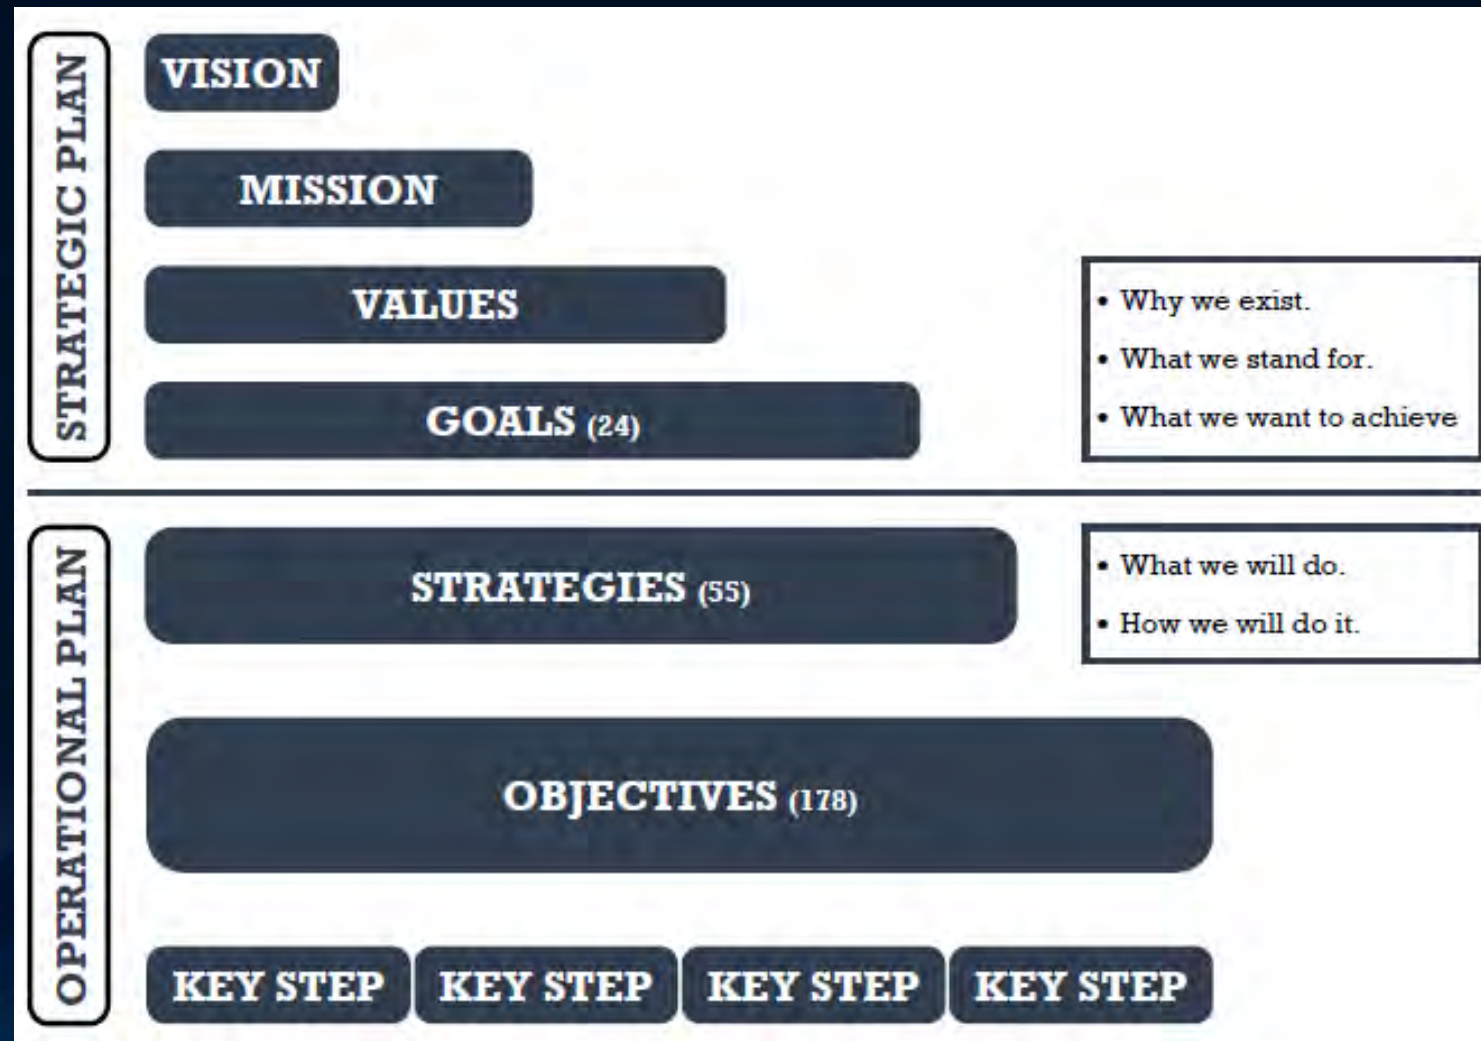 STRATEGIC PLAN
VISION
MISSION
VALUES
GOALS (24)
• Why we exist.
• What we stand for.
• What we want to achieve
OPERATIONAL PLAN
STRATEGIES (55)
• What we will do.
• How we will do it.
OBJECTIVES (178)
KEY STEP KEY STEP KEY STEP KEY STEP